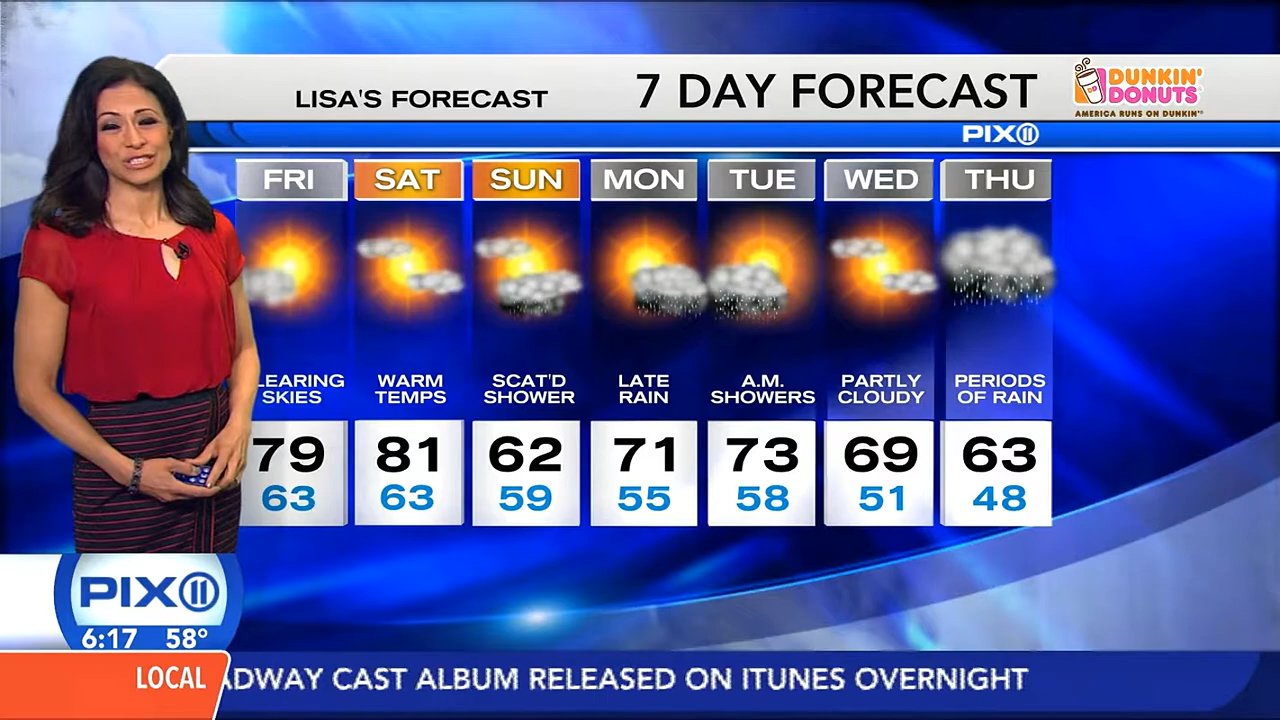 LISA'S FORECAST
7 DAY FORECAST
DUNKIN'
DONUTS
AMERICA RUNS ON DUNKIN'
PIX11
FRI SAT SUN MON TUE WED THU
LEARING WARM SCAT'D LATE A.M. PARTLY PERIODS
SKIES TEMPS SHOWER RAIN SHOWERS CLOUDY OF RAIN
79 81 62 71 73 69 63
63 63 59 55 58 51 48
PIX11
6:17 58°
LOCAL
ADWAY CAST ALBUM RELEASED ON ITUNES OVERNIGHT